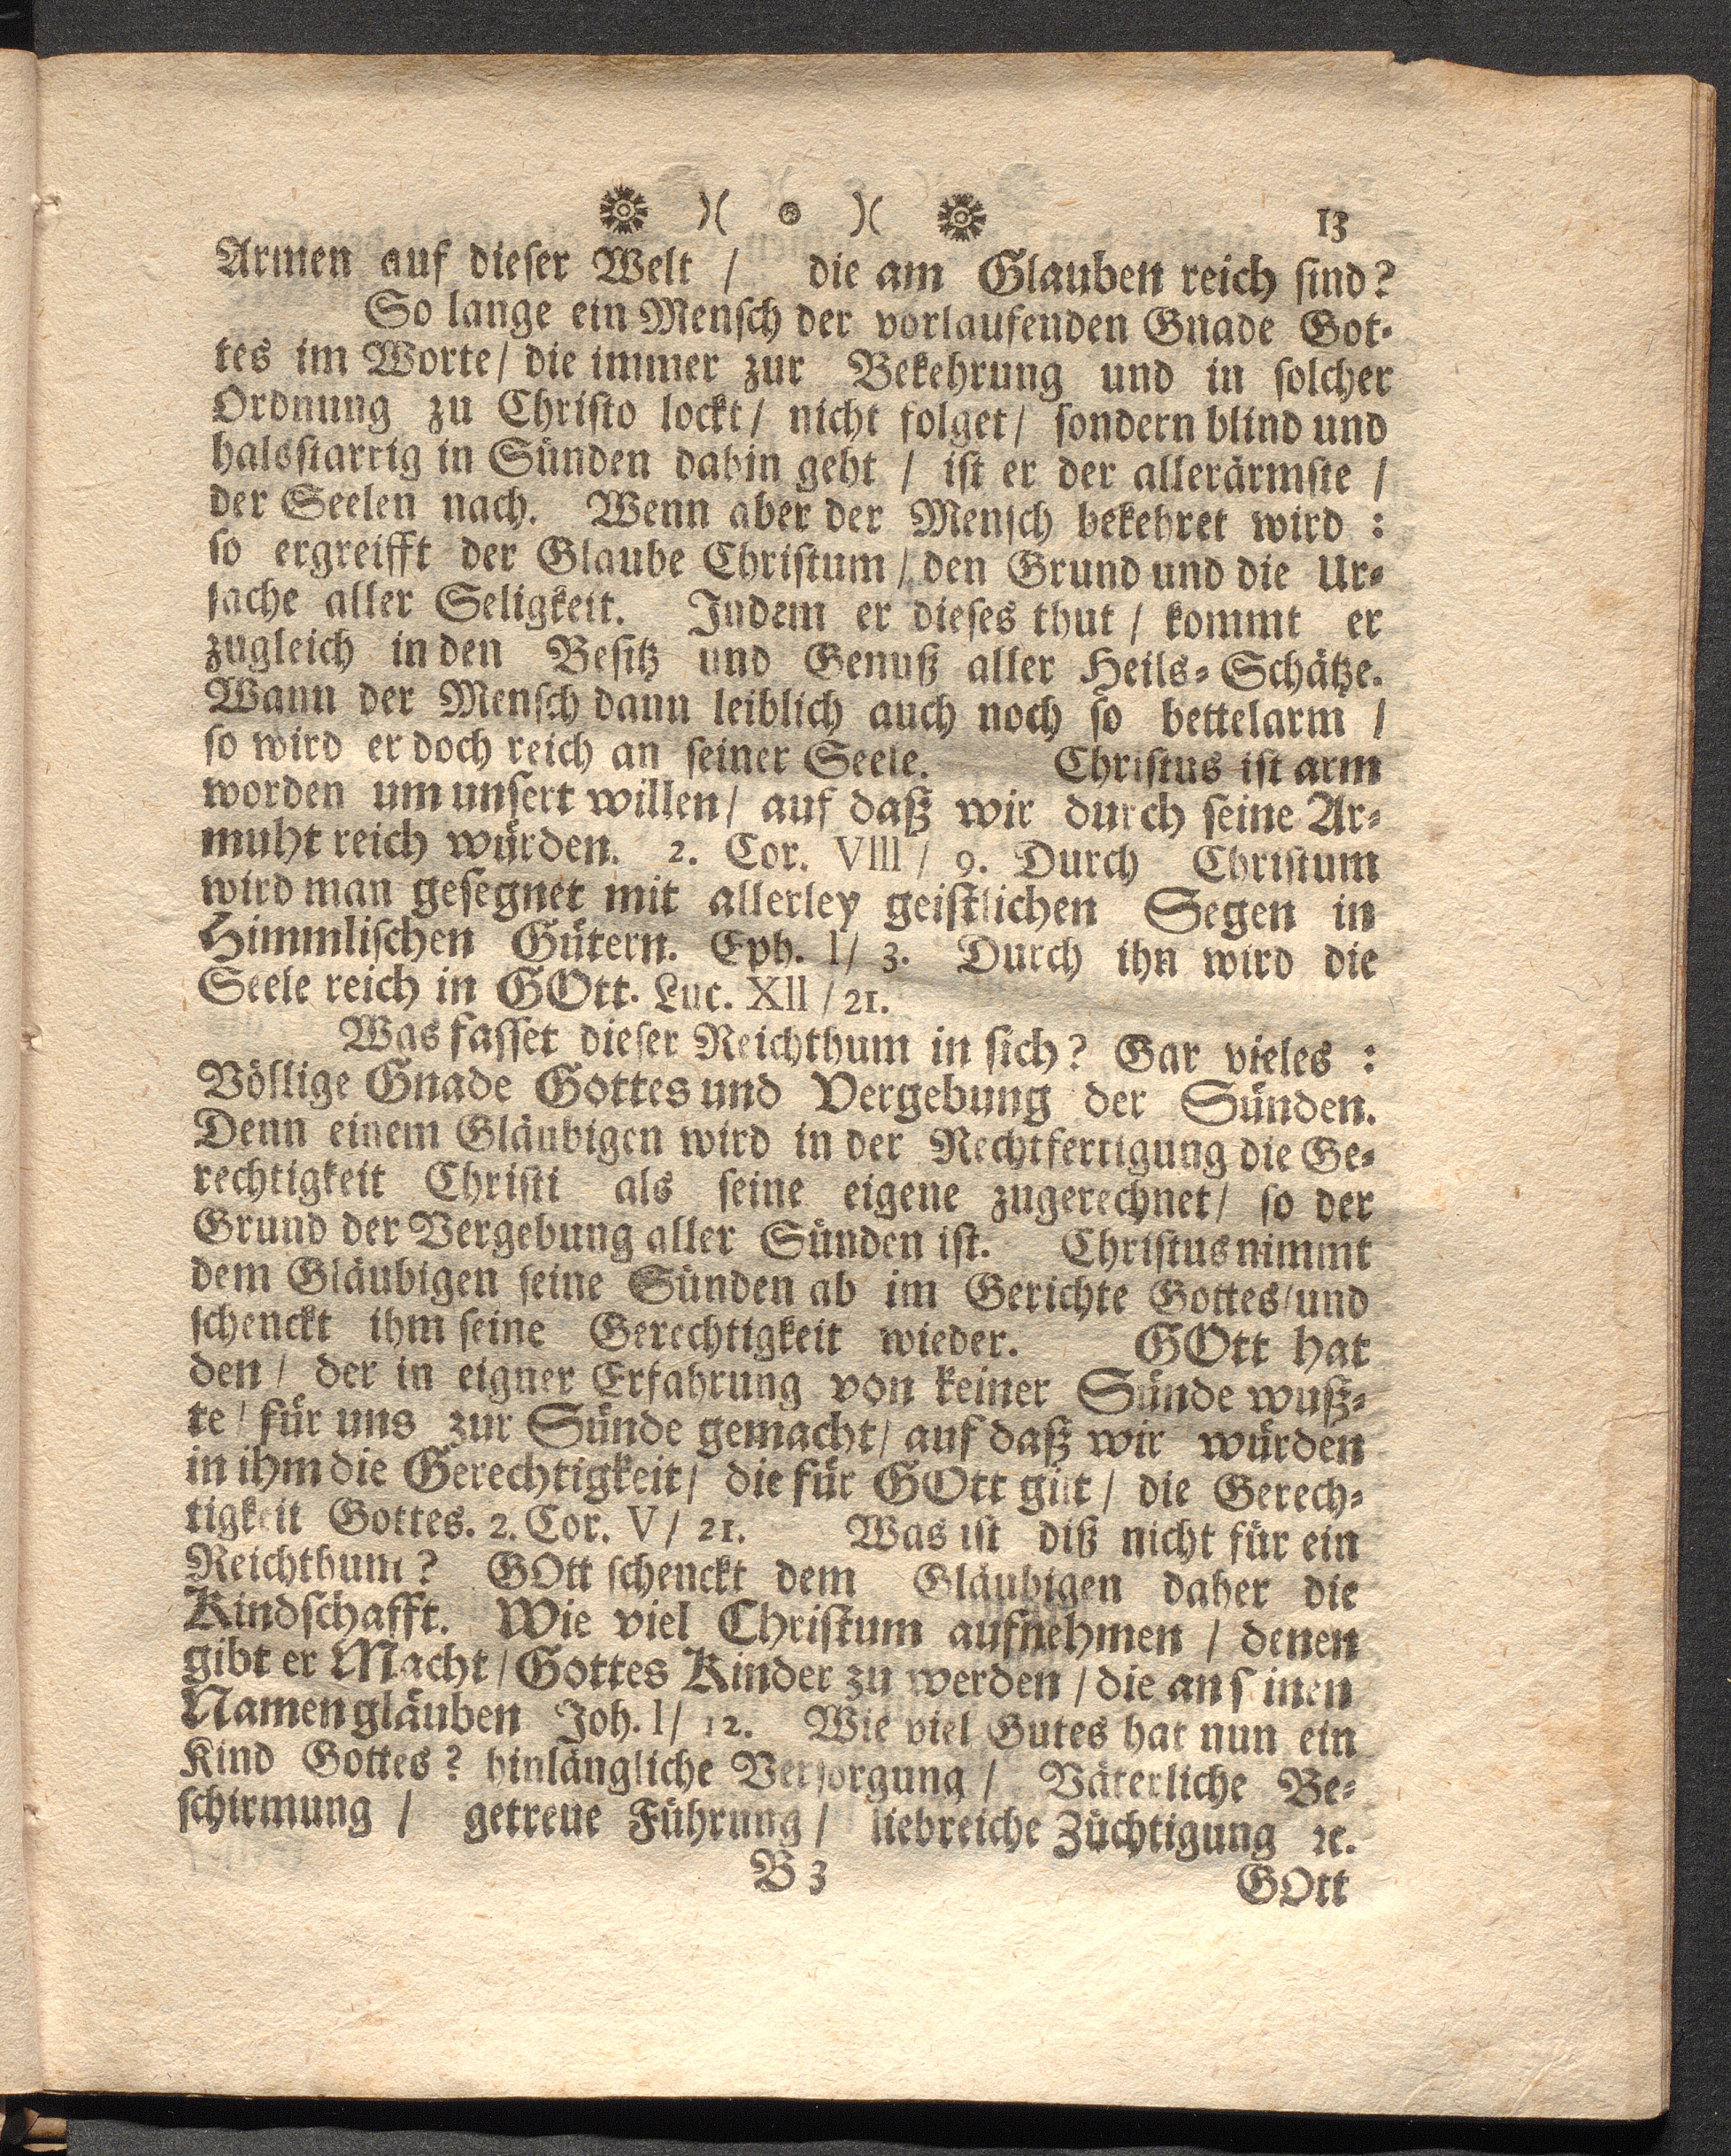 13
Armen auf dieser Welt / die am Glauben reich sind?
So lange ein Mensch der vorlaufenden Gnade Got-
tes im Worte / die immer zur Bekehrung und in solcher
Ordnung zu Christo lockt / nicht folget / sondern blind und
halsstarrig in Sünden dahin geht / ist er der allerärmste /
der Seelen nach. Wenn aber der Mensch bekehret wird :
so ergreifft der Glaube Christum / den Grund und die Ur-
sache aller Seligkeit. Indem er dieses thut / kommt er
zugleich in den Besitz und Genuß aller Heils-Schätze.
Wann der Mensch dann leiblich auch noch so bettelarm /
so wird er doch reich an seiner Seele. Christus ist arm
worden um unsert willen / auf daß wir durch seine Ar-
muht reich würden. 2. Cor. VIII / 9. Durch Christum
wird man gesegnet mit allerley geistlichen Segen in
Himmlischen Gütern. Eph. I / 3. Durch ihn wird die
Seele reich in GOtt. Luc. XII / 21.
Was fasset dieser Reichthum in sich? Gar vieles :
Völlige Gnade Gottes und Vergebung der Sünden.
Denn einem Gläubigen wird in der Rechtfertigung die Ge-
rechtigkeit Christi als seine eigene zugerechnet / so der
Grund der Vergebung aller Sünden ist. Christus nimmt
dem Gläubigen seine Sünden ab im Gerichte Gottes / und
schenckt ihm seine Gerechtigkeit wieder. GOtt hat
den / der in eigner Erfahrung von keiner Sünde wuß-
te / für uns zur Sünde gemacht / auf daß wir würden
in ihm die Gerechtigkeit / die für GOtt gilt / die Gerech-
tigkeit Gottes. 2. Cor. V / 21. Was ist diß nicht für ein
Reichthum? GOtt schenckt dem Gläubigen daher die
Kindschafft. Wie viel Christum aufnehmen / denen
gibt er Macht / Gottes Kinder zu werden / die an s inen
Namen gläuben Joh. I / 12. Wie viel Gutes hat nun ein
Kind Gottes? hinlängliche Versorgung / Väterliche Be-
schirmung / getreue Führung / liebreiche Züchtigung ꝛc.
B 3 GOtt